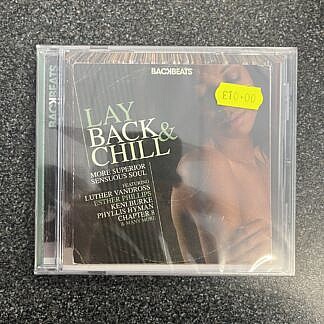 BACKBEATS
BACKBEATS
£10.00
LAY
BACK &
CHILL
MORE SUPERIOR
SENSUOUS SOUL
FEATURING
LUTHER VANDROSS
ESTHER PHILLIPS
KENI BURKE
PHYLLIS HYMAN
CHAPTER 8
& MANY MORE